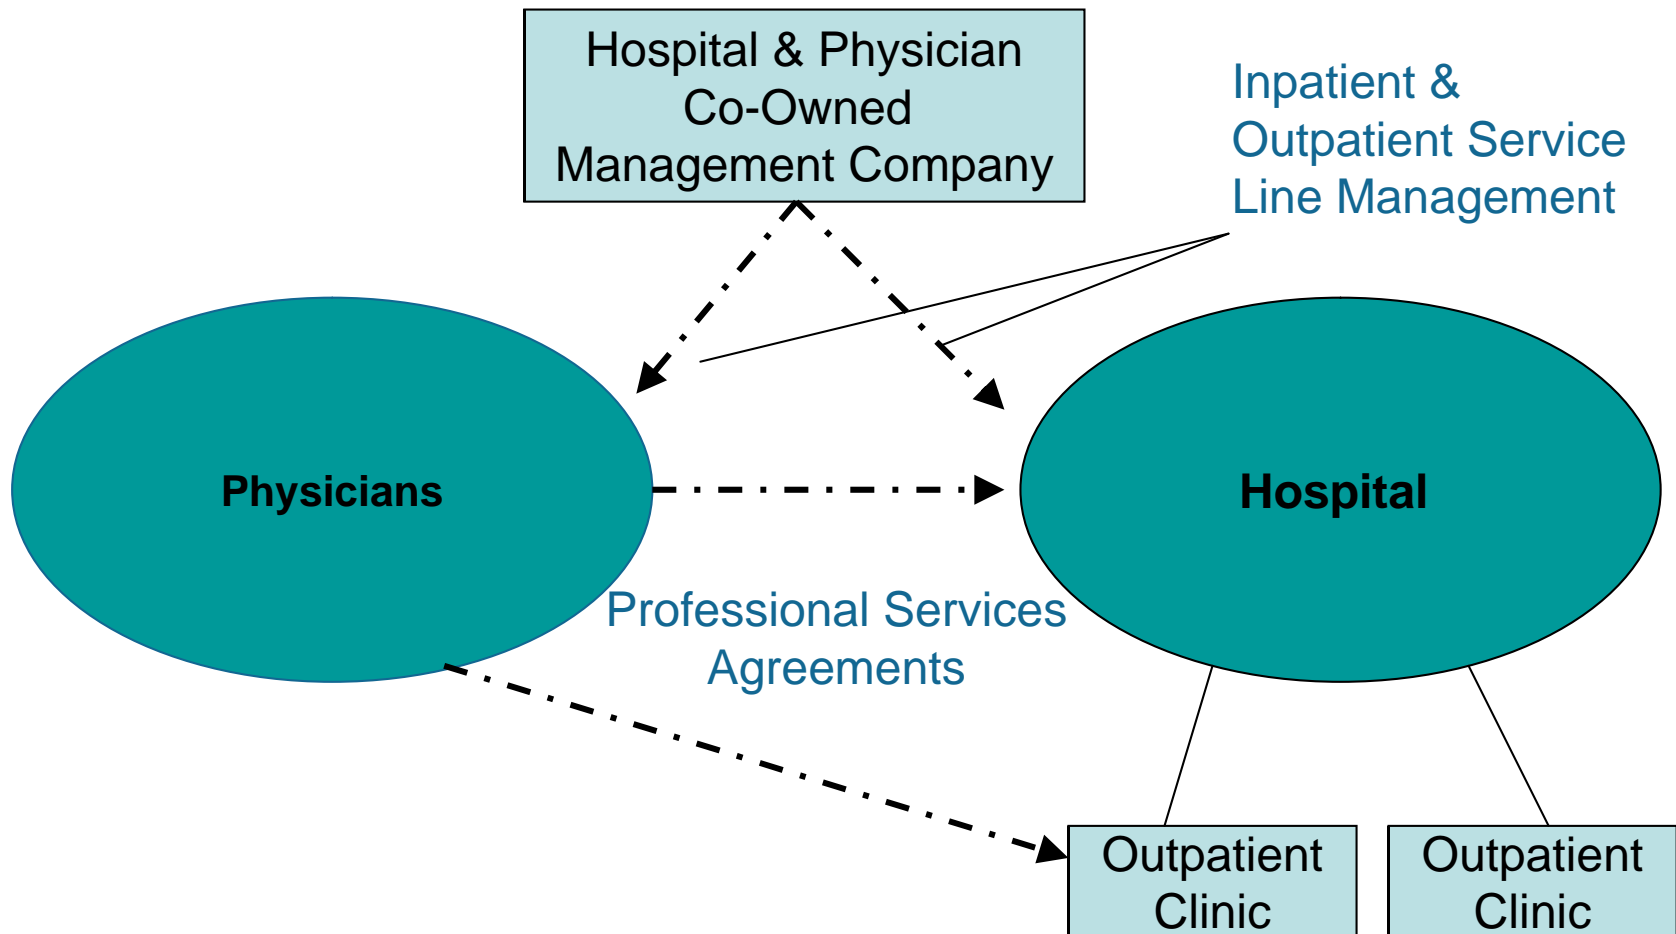 Hospital & Physician
Co-Owned
Management Company
Inpatient &
Outpatient Service
Line Management
Physicians
Hospital
Professional Services
Agreements
Outpatient
Clinic
Outpatient
Clinic